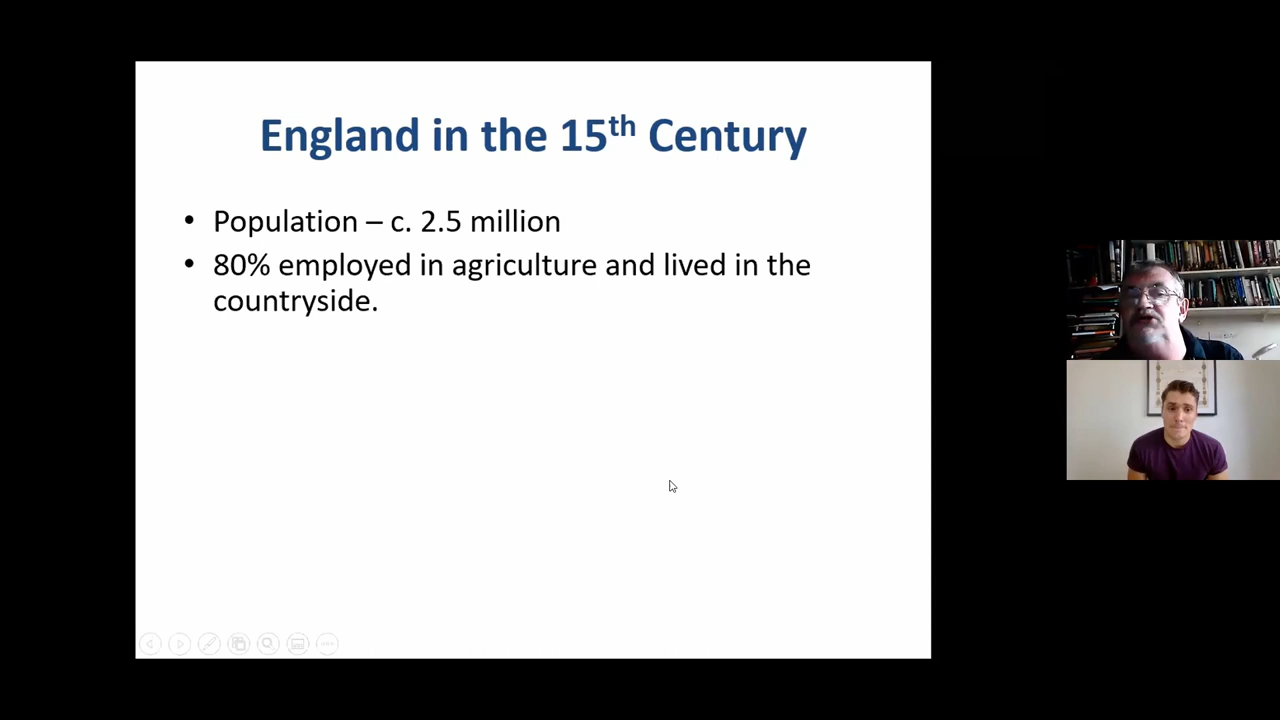 England in the 15th Century
• Population – c. 2.5 million
• 80% employed in agriculture and lived in the
countryside.